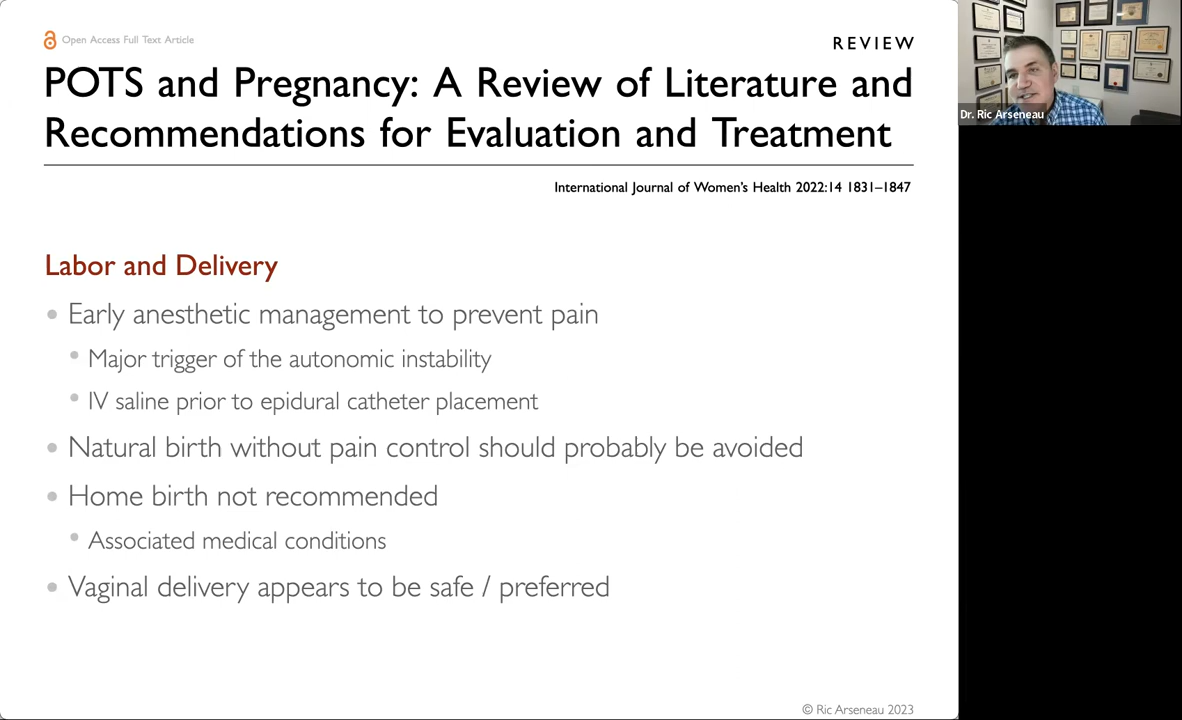 Open Access Full Text Article
REVIEW
POTS and Pregnancy: A Review of Literature and
Recommendations for Evaluation and Treatment
International Journal of Women's Health 2022:14 1831–1847
Labor and Delivery
• Early anesthetic management to prevent pain
• Major trigger of the autonomic instability
• IV saline prior to epidural catheter placement
• Natural birth without pain control should probably be avoided
• Home birth not recommended
• Associated medical conditions
• Vaginal delivery appears to be safe / preferred
© Ric Arseneau 2023
Dr. Ric Arseneau